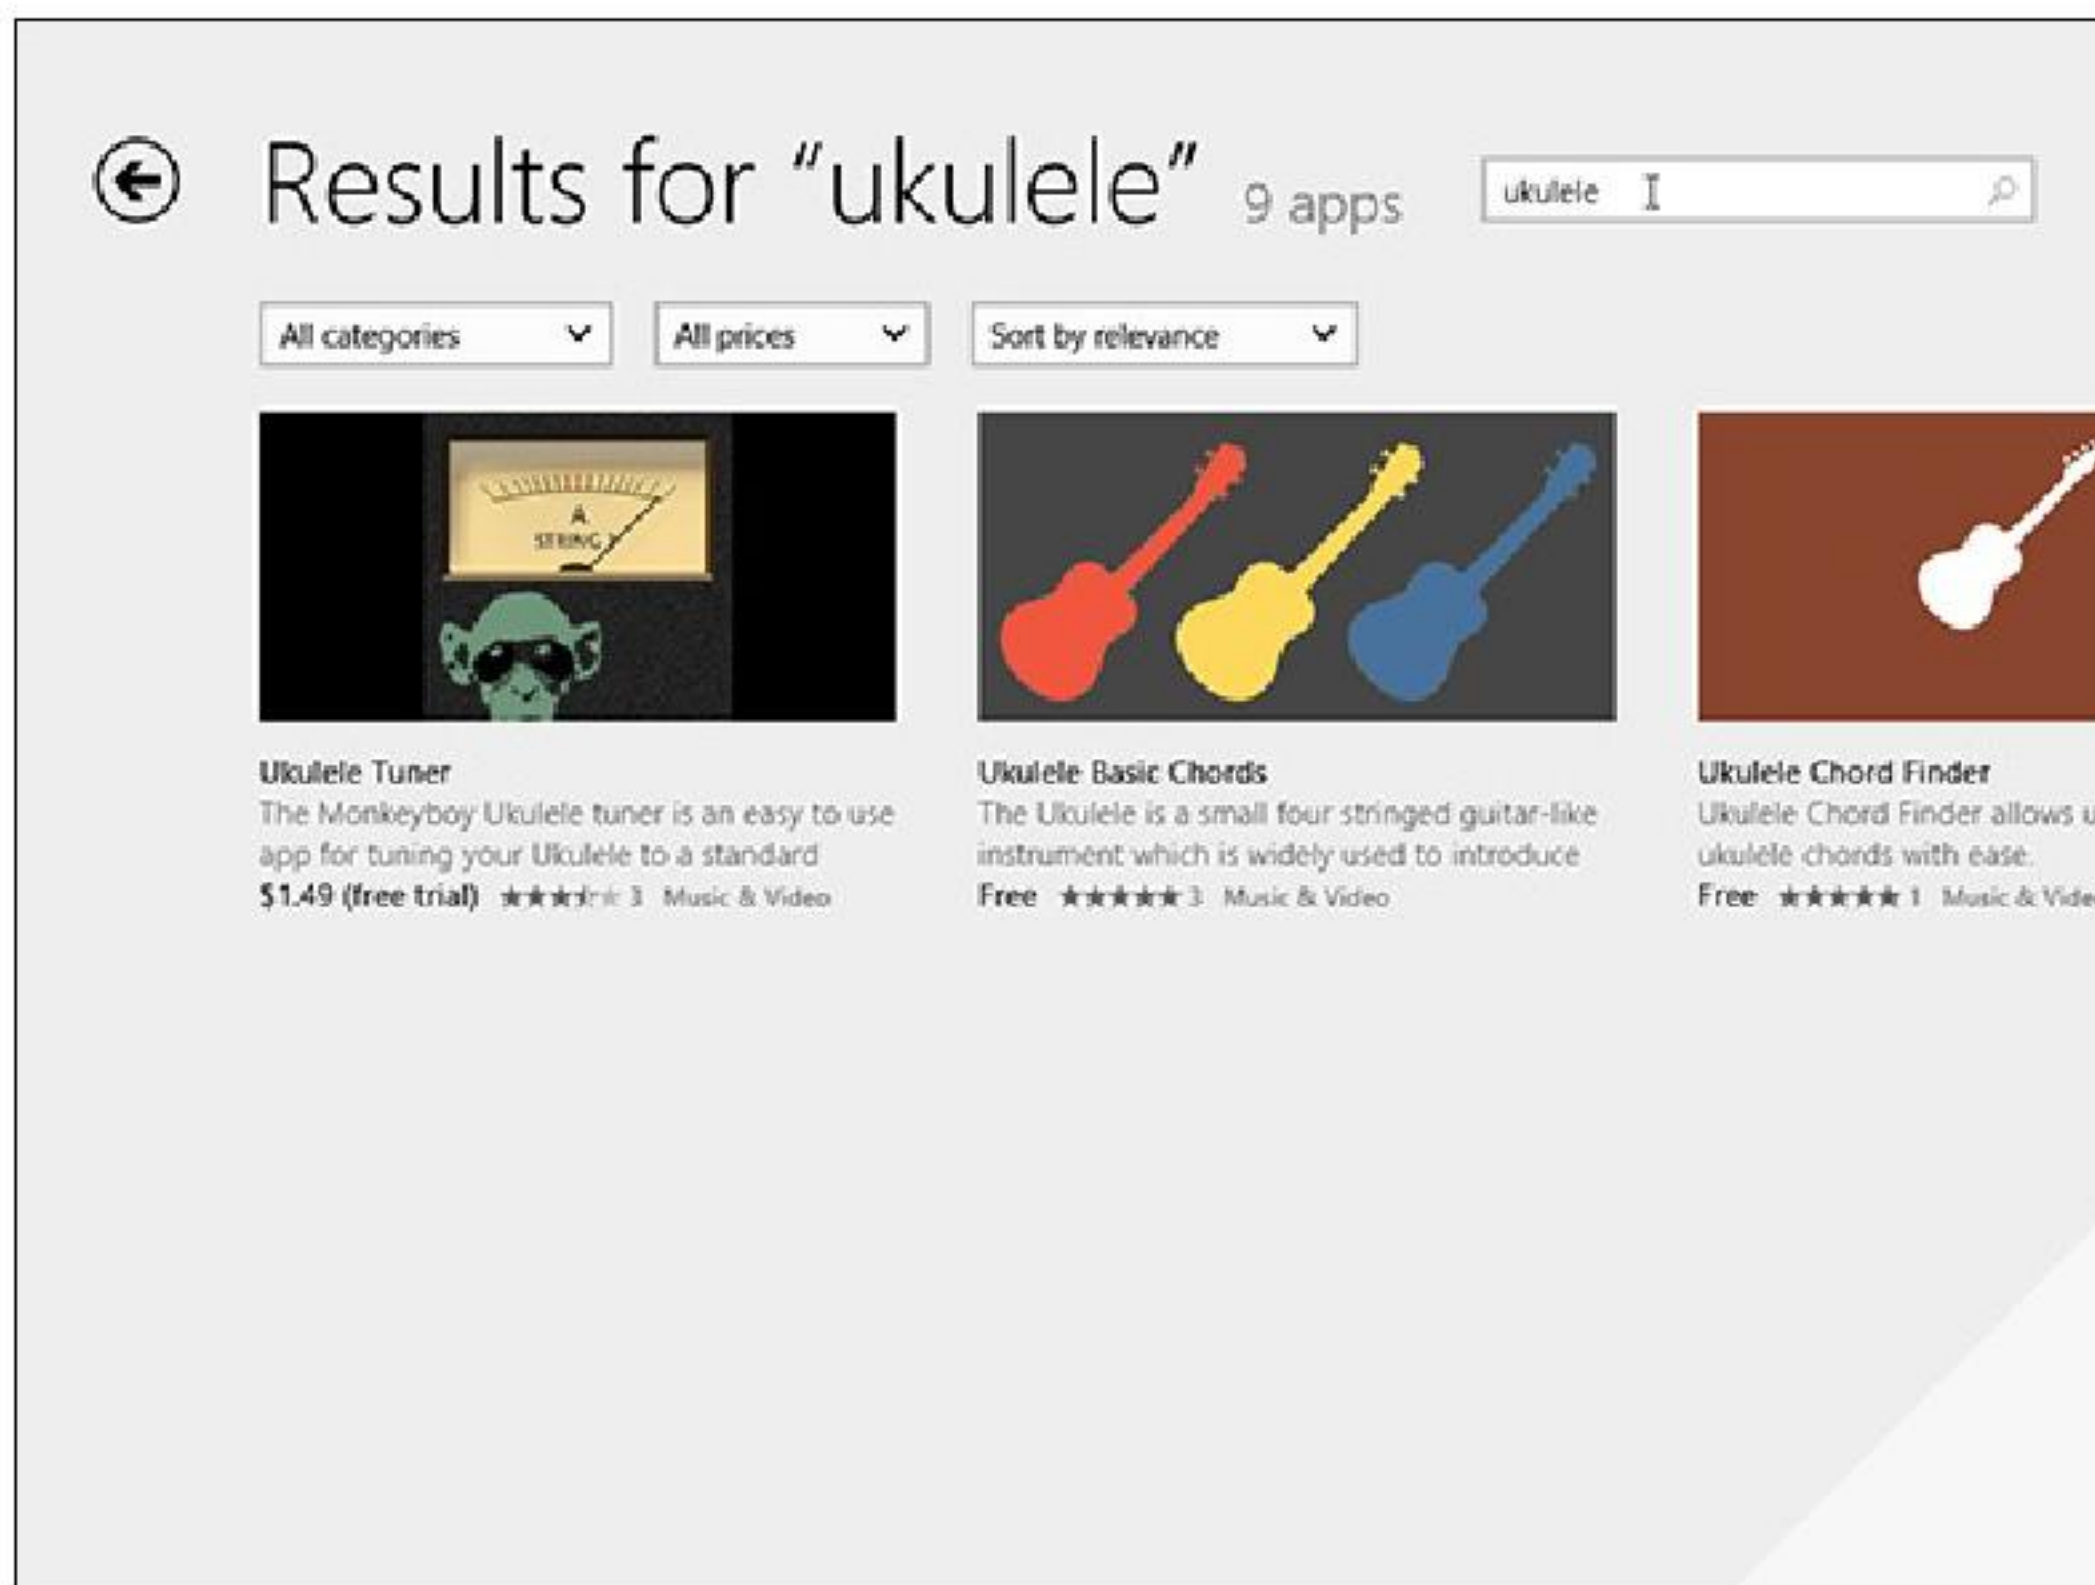 Results for “ukulele” 9 apps
ukulele
All categories
All prices
Sort by relevance
A
STRING
Ukulele Tuner
The Monkeyboy Ukulele tuner is an easy to use
app for tuning your Ukulele to a standard
$1.49 (free trial) 3 Music & Video
Ukulele Basic Chords
The Ukulele is a small four stringed guitar-like
instrument which is widely used to introduce
Free 3 Music & Video
Ukulele Chord Finder
Ukulele Chord Finder allows
ukulele chords with ease.
Free 1 Music &